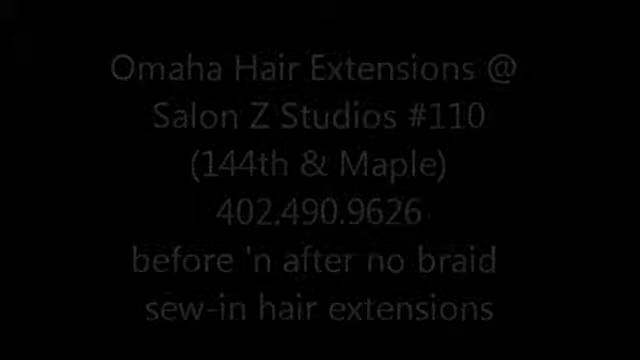 Omaha Hair Extensions @
Salon Z Studios #110
(144th & Maple)
402.490.9626
before 'n after no braid
sew-in hair extensions